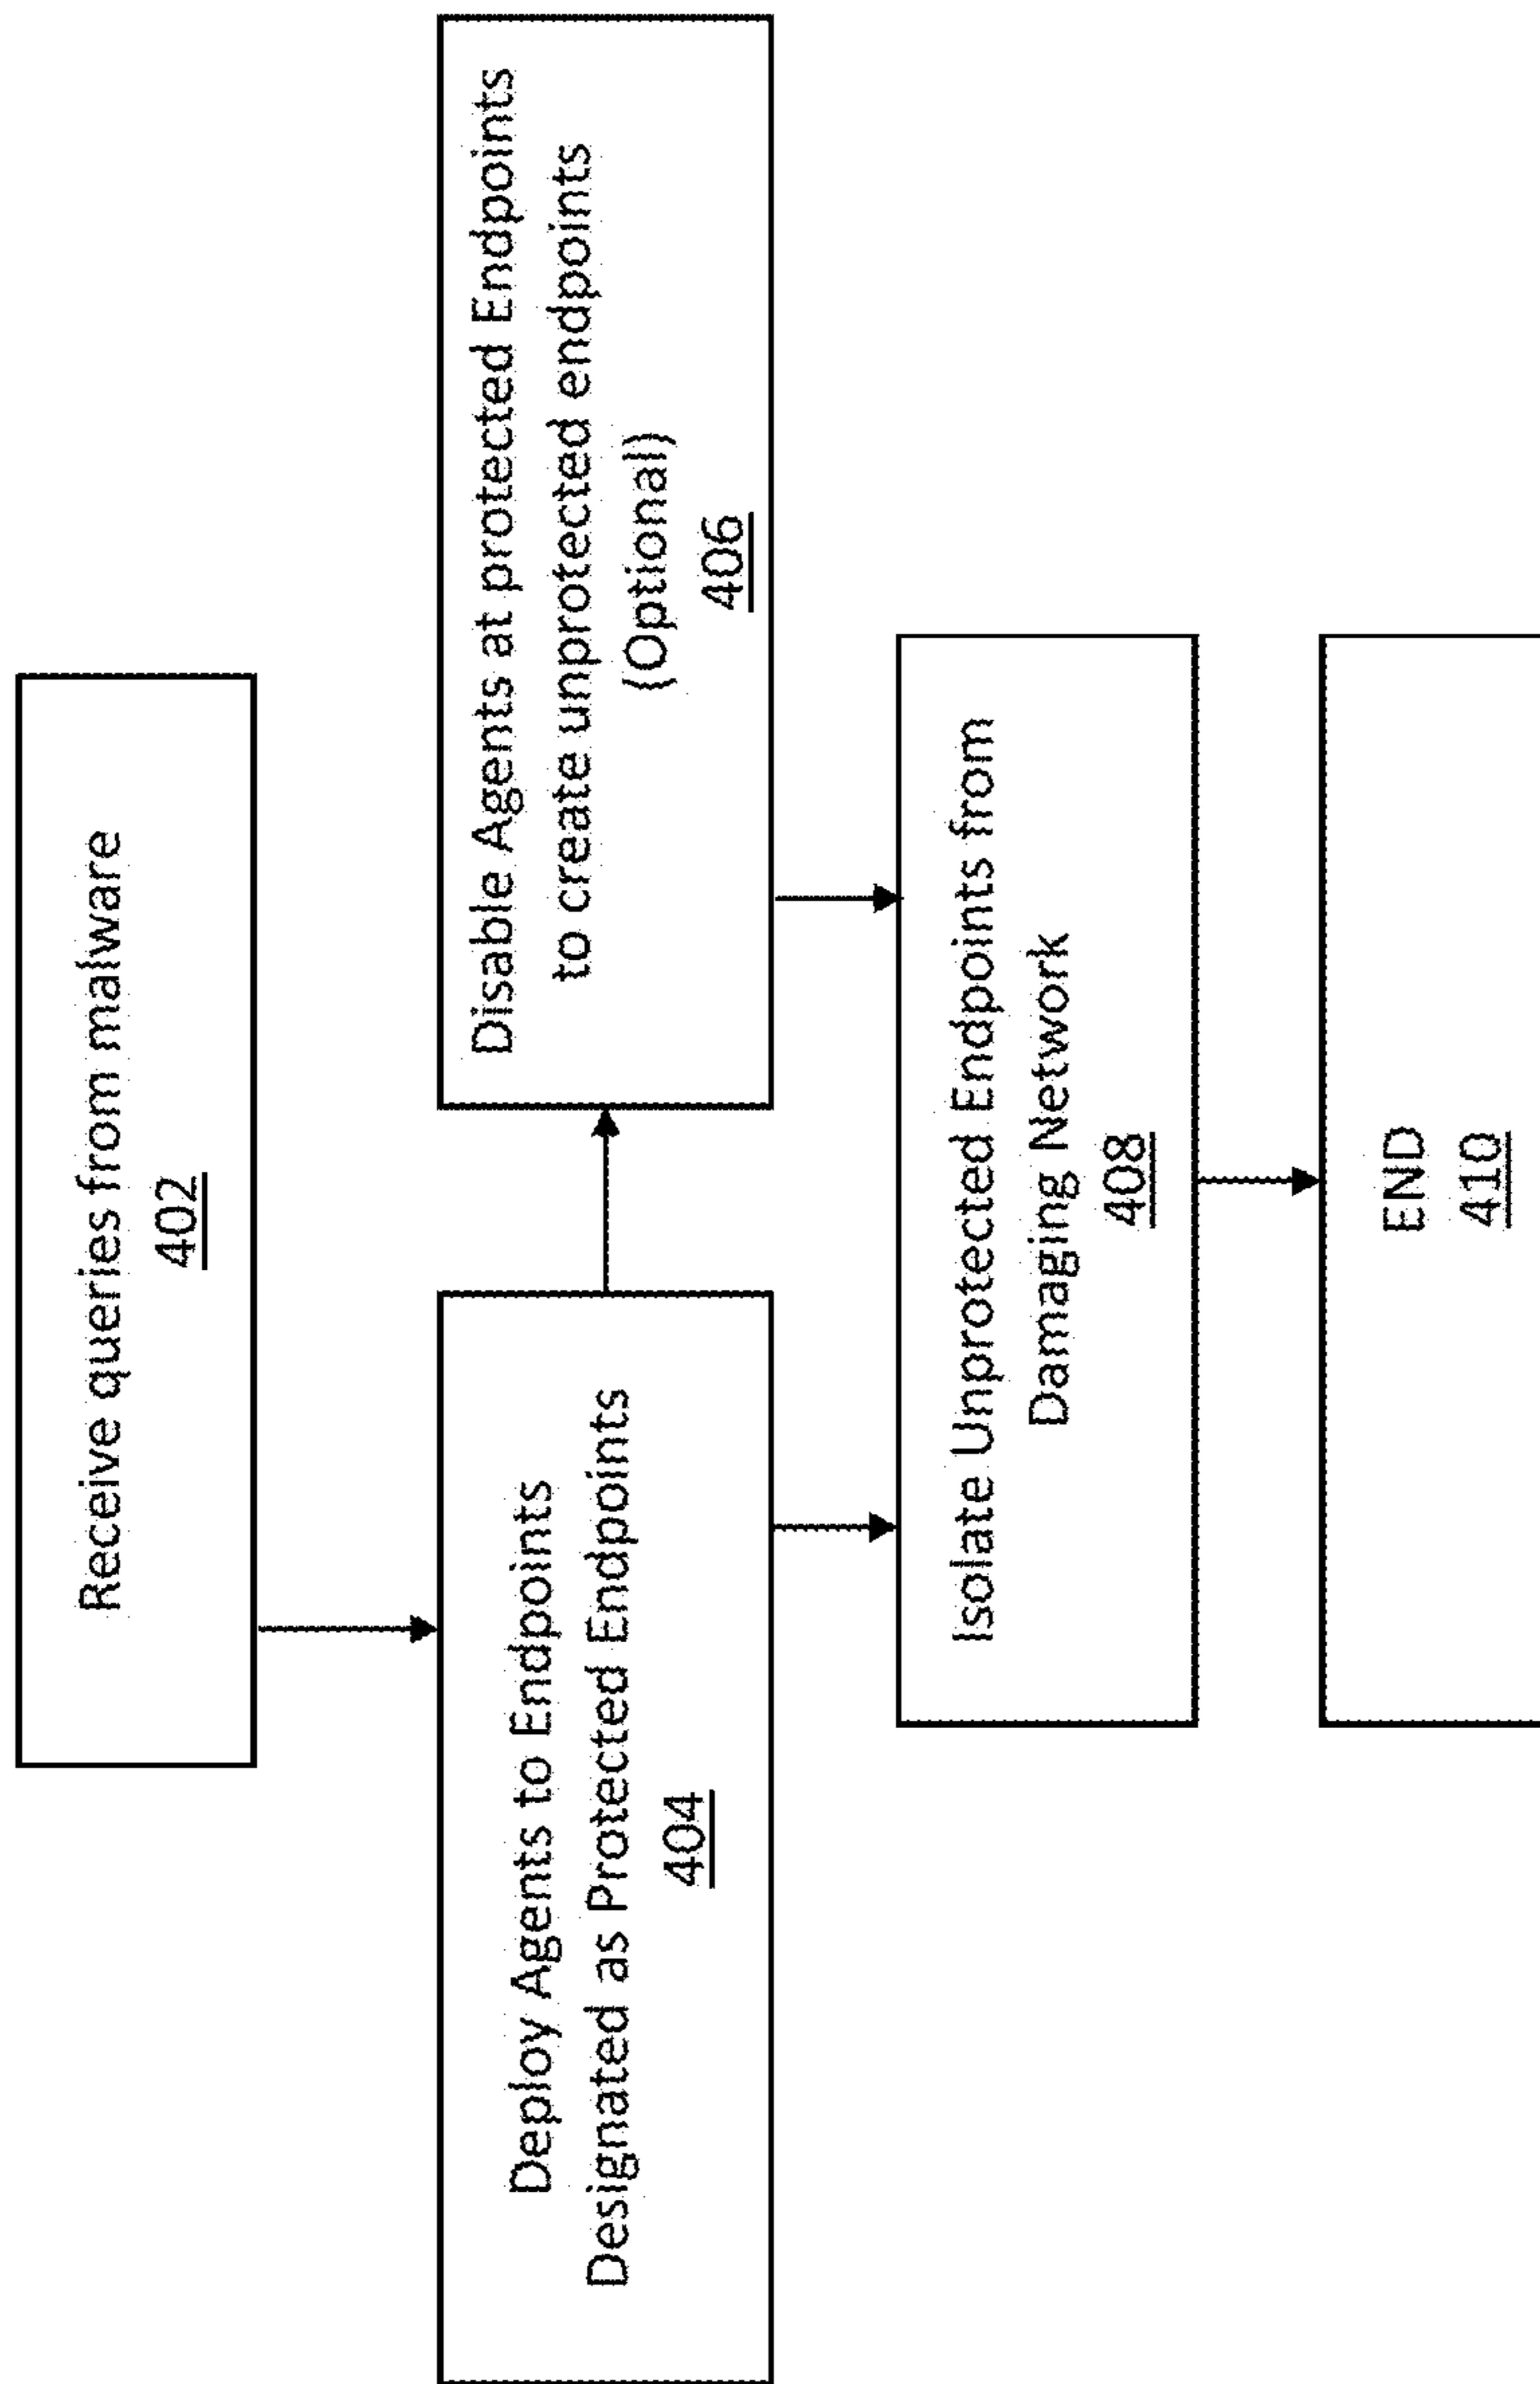 Receive queries from malware
402
Deploy Agents to Endpoints
Designated as Protected Endpoints
404
Disable Agents at protected Endpoints
to create unprotected endpoints
(Optional)
406
Isolate Unprotected Endpoints from
Damaging Network
408
END
410